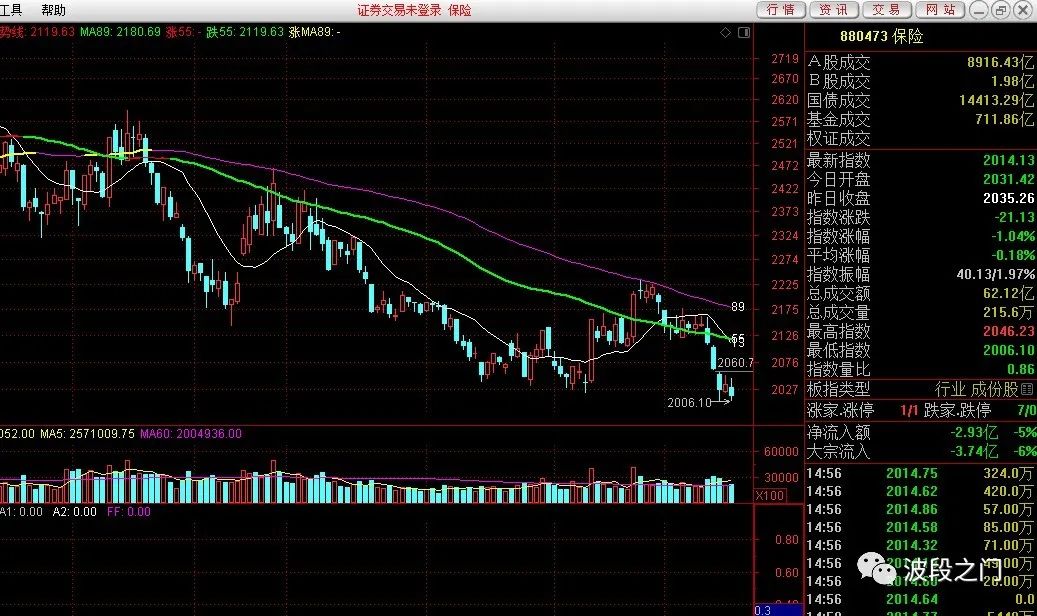 工具 帮助 证券交易未登录 保险 行情 资讯 交易 网站
势线: 2119.63 MA89: 2180.69 涨55: - 跌55: 2119.63 涨MA89: -
2719
2670
2620
2571
2521
2472
2422
2373
2324
2274
2225
2175
2126
2076
2027
89
55
2060.7
2006.10
052.00 MA5: 2571009.75 MA60: 2004936.00
60000
30000
X100
A1: 0.00 A2: 0.00 FF: 0.00
0.80
0.60
0.3
880473 保险
A股成交 8916.43亿
B股成交 1.98亿
国债成交 14413.29亿
基金成交 711.86亿
权证成交
最新指数 2014.13
今日开盘 2031.42
昨日收盘 2035.26
指数涨跌 -21.13
指数涨幅 -1.04%
平均涨幅 -0.18%
指数振幅 40.13/1.97%
总成交额 62.12亿
总成交量 215.6万
最高指数 2046.23
最低指数 2006.10
指数量比 0.86
板指类型 行业 成份股
涨家.涨停 1/1 跌家.跌停 7/0
净流入额 -2.93亿 -5%
大宗流入 -3.74亿 -6%
14:56 2014.75 324.0万
14:56 2014.62 420.0万
14:56 2014.86 57.00万
14:56 2014.58 85.00万
14:56 2014.32 71.00万
14:56
14:56
14:56 2014.64 0.0
波段之门